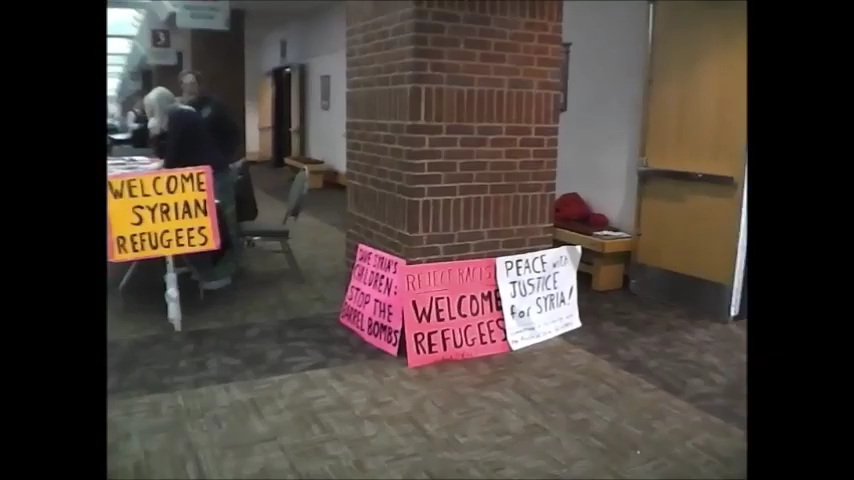 3
WELCOME
SYRIAN
REFUGEES
SAVE SYRIA'S
CHILDREN:
STOP THE
BARREL BOMBS
REJECT RACIS
WELCOME
REFUGEES
PEACE with
JUSTICE
for SYRIA!